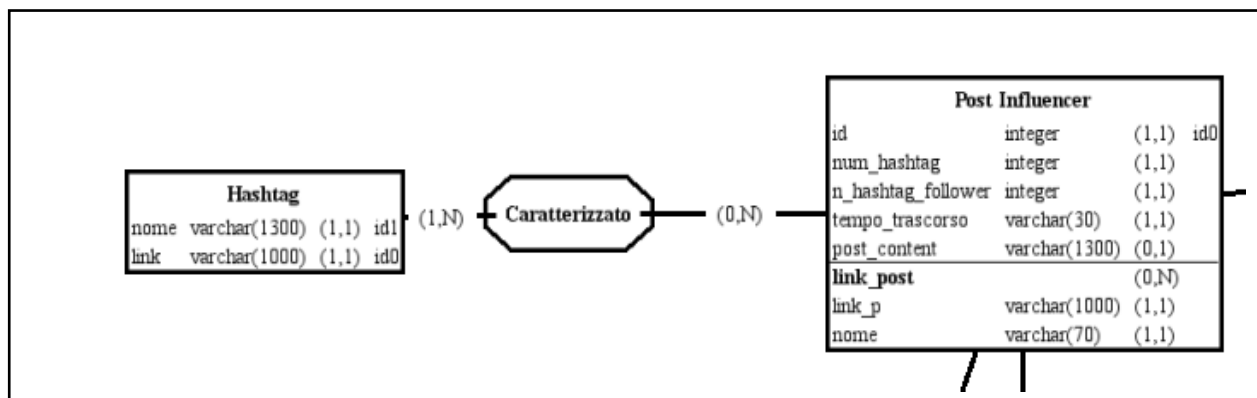 Post Influencer
id integer (1,1) id0
num_hashtag integer (1,1)
n_hashtag_follower integer (1,1)
tempo_trascorso varchar(30) (1,1)
post_content varchar(1300) (0,1)
link_post (0,N)
link_p varchar(1000) (1,1)
nome varchar(70) (1,1)
Hashtag
nome varchar(1300) (1,1) id1
link varchar(1000) (1,1) id0
(1,N) Caratterizzato (0,N)